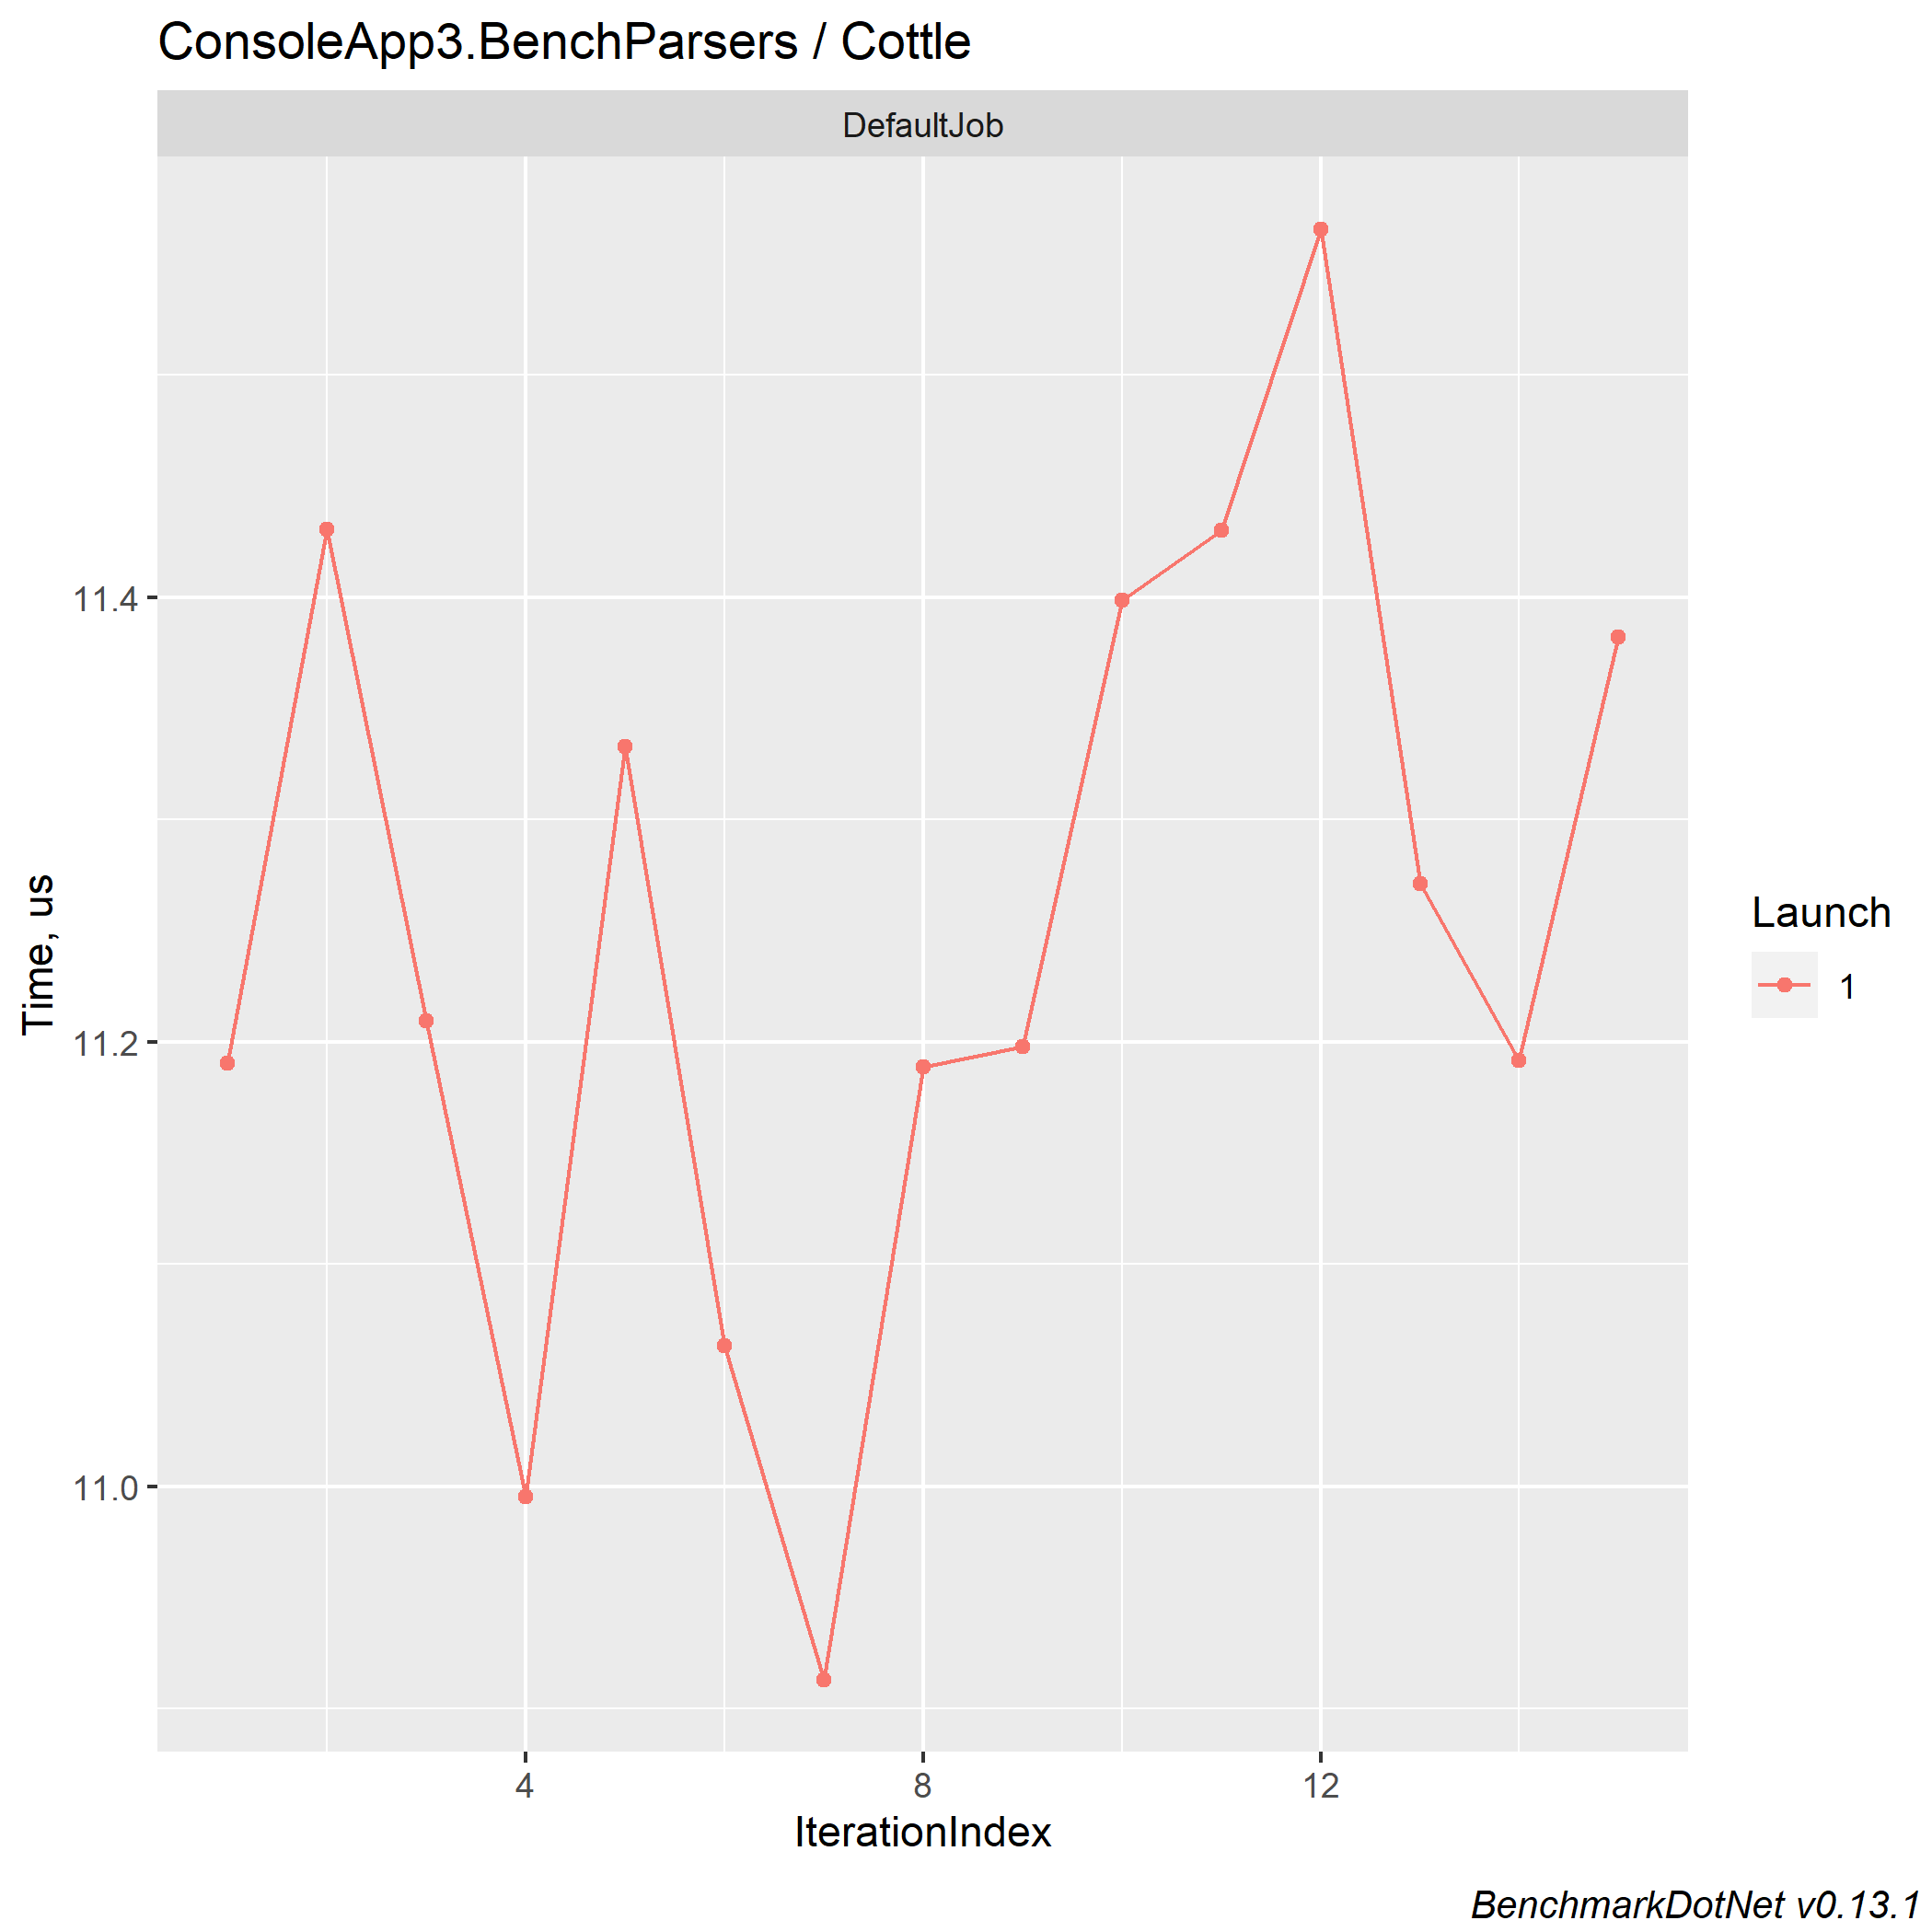 ConsoleApp3.BenchParsers / Cottle
DefaultJob
11.4
11.2
11.0
Time, us
4
8
12
IterationIndex
Launch
1
BenchmarkDotNet v0.13.1